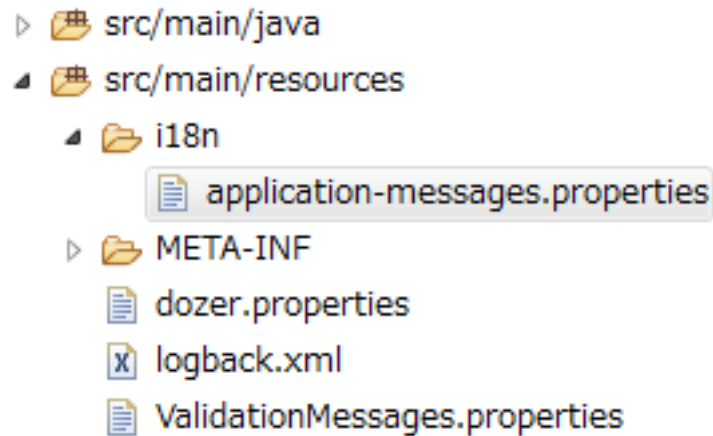 src/main/java
src/main/resources
i18n
application-messages.properties
META-INF
dozer.properties
logback.xml
ValidationMessages.properties